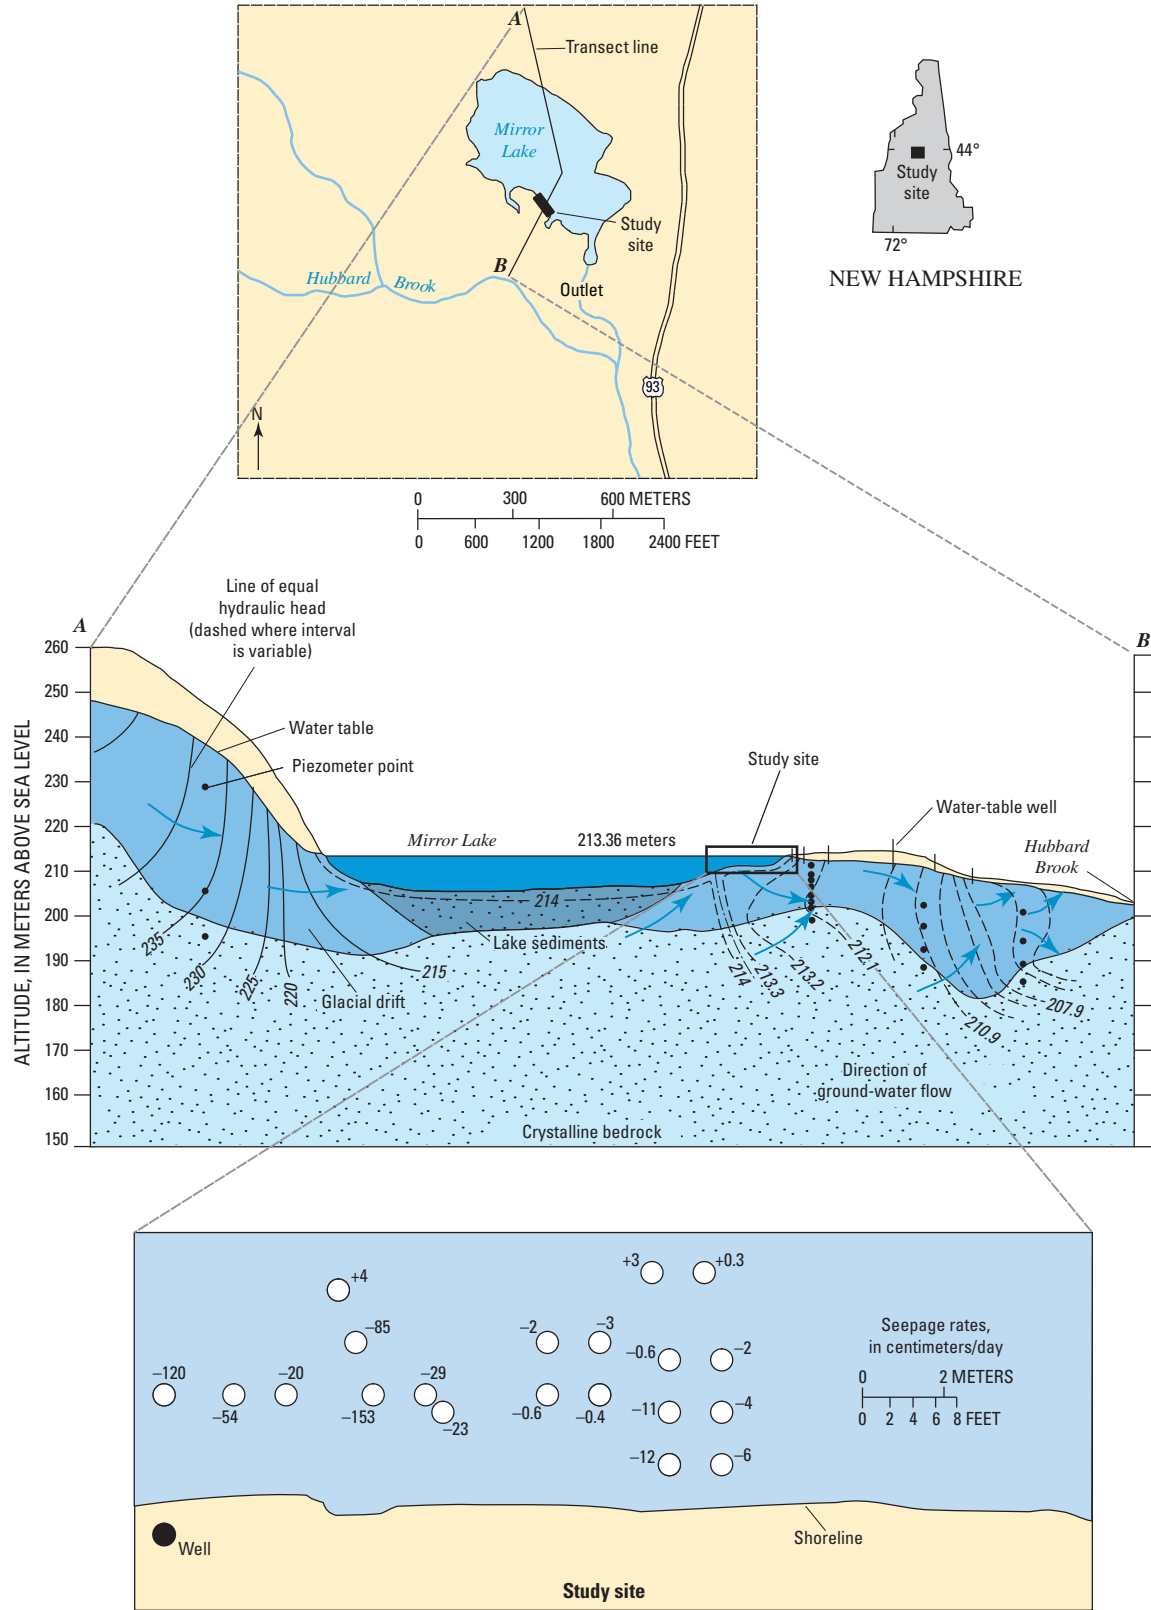 A
Transect line
Mirror
Lake
Study
site
B
Hubbard Brook
Outlet
93
N
44°
Study
site
72°
NEW HAMPSHIRE
0 300 600 METERS
0 600 1200 1800 2400 FEET
Line of equal
hydraulic head
(dashed where interval
is variable)
A
B
260
250
240
230
220
210
200
190
180
170
160
150
ALTITUDE, IN METERS ABOVE SEA LEVEL
Water table
Piezometer point
Study site
Mirror Lake
213.36 meters
Water-table well
Hubbard
Brook
214
Lake sediments
Glacial drift
235
230
225
220
215
214
213.3
213.2
212.1
210.9
207.9
Direction of
ground-water flow
Crystalline bedrock
+4
+3
+0.3
–85
–2
–3
–0.6
–2
–120
–20
–29
–54
–153
–23
–0.6
–0.4
–11
–4
–12
–6
Seepage rates,
in centimeters/day
0 2 METERS
0 2 4 6 8 FEET
Shoreline
Well
Study site